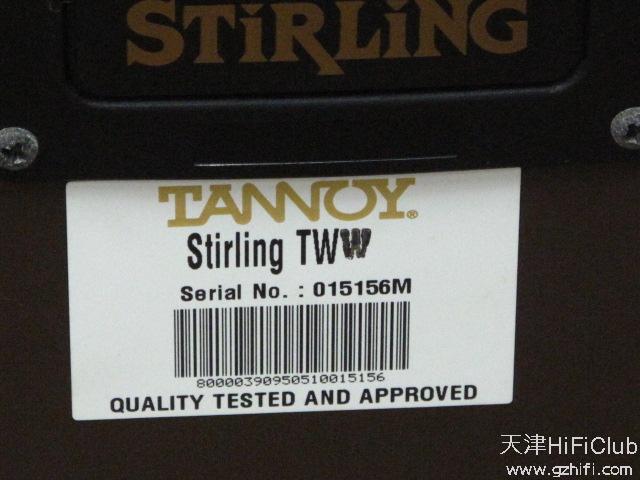 STiRLiNG
TANNOY®
Stirling TWW
Serial No. : 015156M
80000390950510015156
QUALITY TESTED AND APPROVED
天津HiFiClub
www.gzhifi.com